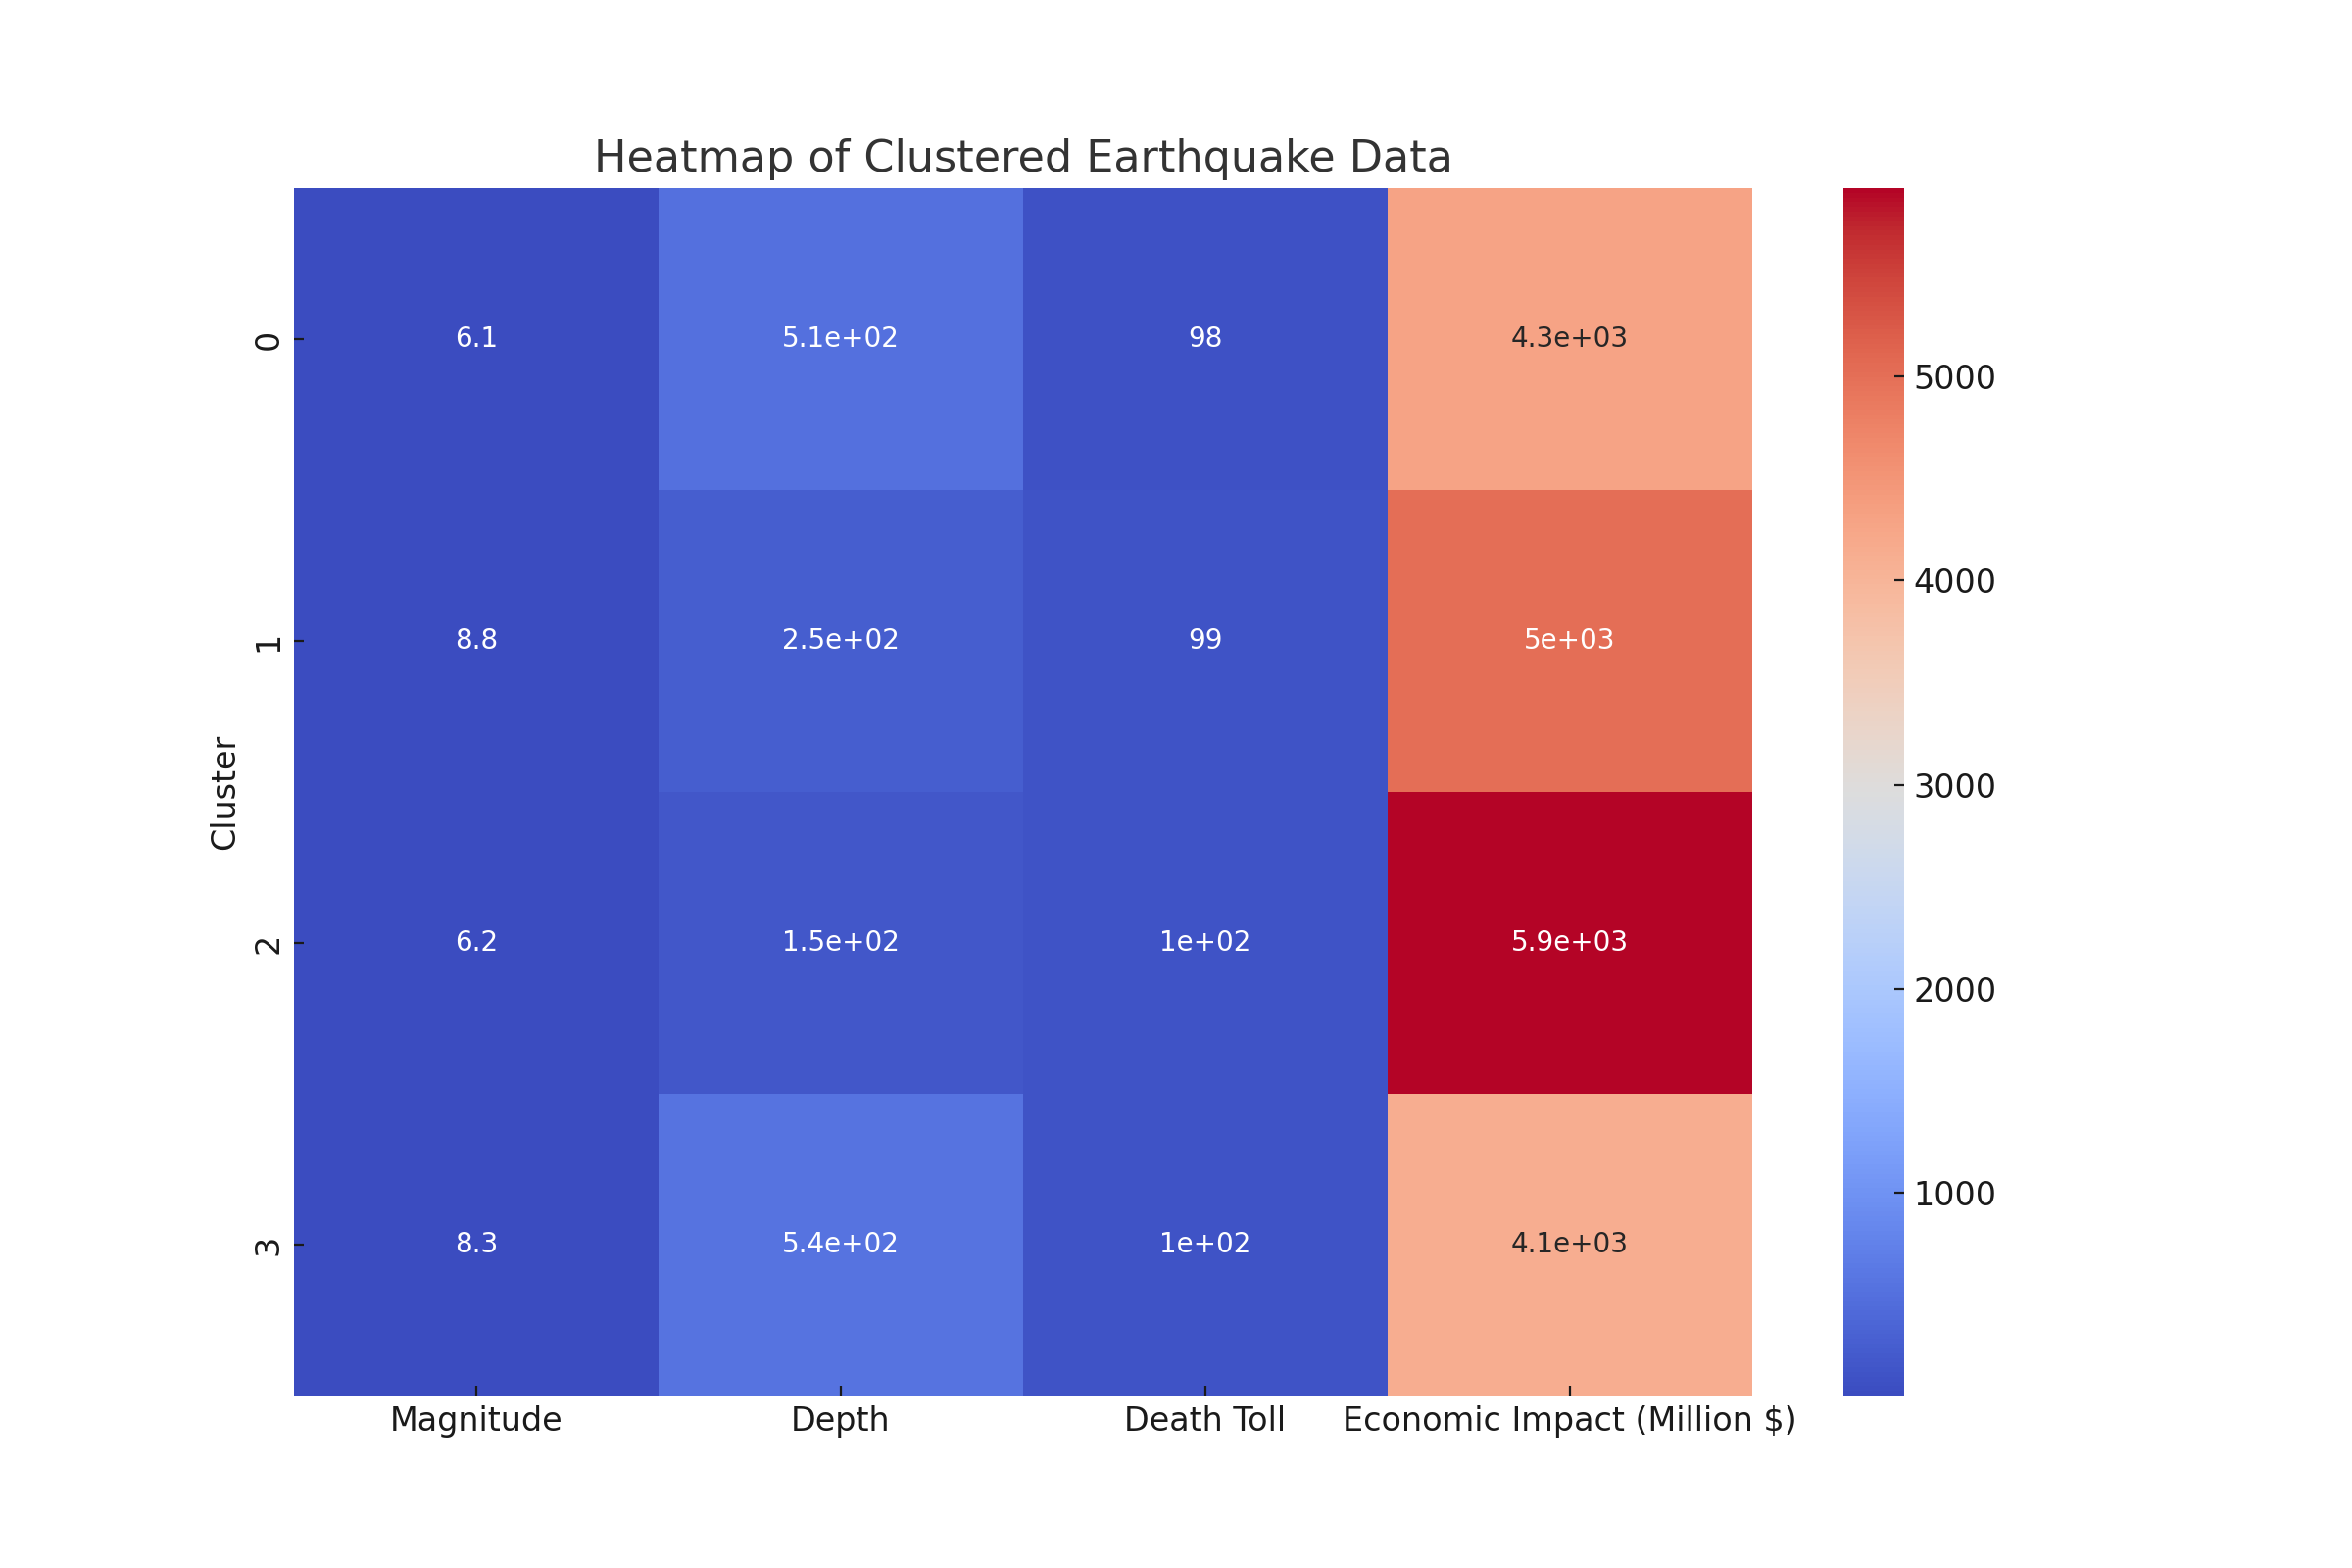 Heatmap of Clustered Earthquake Data
Cluster
0
6.1 5.1e+02 98 4.3e+03
1
8.8 2.5e+02 99 5e+03
2
6.2 1.5e+02 1e+02 5.9e+03
3
8.3 5.4e+02 1e+02 4.1e+03
Magnitude Depth Death Toll Economic Impact (Million $)
5000
4000
3000
2000
1000